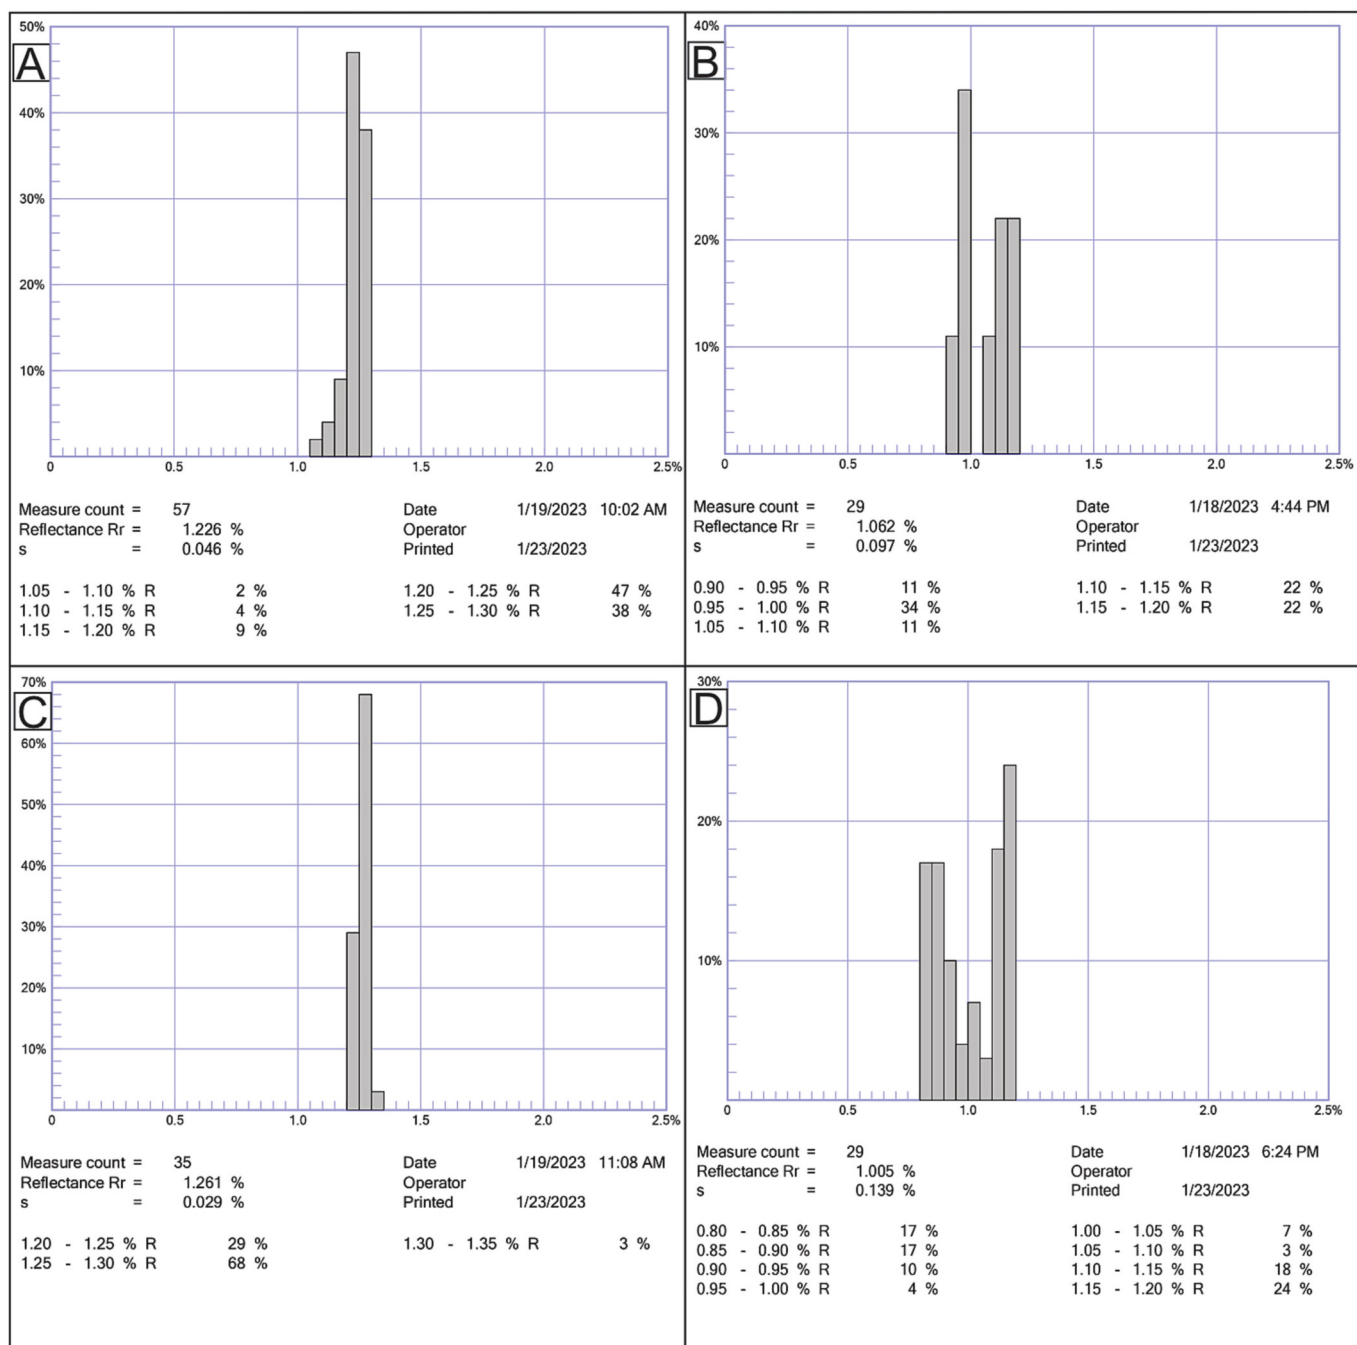 50%
A
40%
30%
20%
10%
0 0.5 1.0 1.5 2.0 2.5%
Measure count = 57 Date 1/19/2023 10:02 AM
Reflectance Rr = 1.226 % Operator
s = 0.046 % Printed 1/23/2023
1.05 - 1.10 % R 2 % 1.20 - 1.25 % R 47 %
1.10 - 1.15 % R 4 % 1.25 - 1.30 % R 38 %
1.15 - 1.20 % R 9 %
40%
B
30%
20%
10%
0 0.5 1.0 1.5 2.0 2.5%
Measure count = 29 Date 1/18/2023 4:44 PM
Reflectance Rr = 1.062 % Operator
s = 0.097 % Printed 1/23/2023
0.90 - 0.95 % R 11 % 1.10 - 1.15 % R 22 %
0.95 - 1.00 % R 34 % 1.15 - 1.20 % R 22 %
1.05 - 1.10 % R 11 %
70%
C
60%
50%
40%
30%
20%
10%
0 0.5 1.0 1.5 2.0 2.5%
Measure count = 35 Date 1/19/2023 11:08 AM
Reflectance Rr = 1.261 % Operator
s = 0.029 % Printed 1/23/2023
1.20 - 1.25 % R 29 % 1.30 - 1.35 % R 3 %
1.25 - 1.30 % R 68 %
30%
D
20%
10%
0 0.5 1.0 1.5 2.0 2.5%
Measure count = 29 Date 1/18/2023 6:24 PM
Reflectance Rr = 1.005 % Operator
s = 0.139 % Printed 1/23/2023
0.80 - 0.85 % R 17 % 1.00 - 1.05 % R 7 %
0.85 - 0.90 % R 17 % 1.05 - 1.10 % R 3 %
0.90 - 0.95 % R 10 % 1.10 - 1.15 % R 18 %
0.95 - 1.00 % R 4 % 1.15 - 1.20 % R 24 %